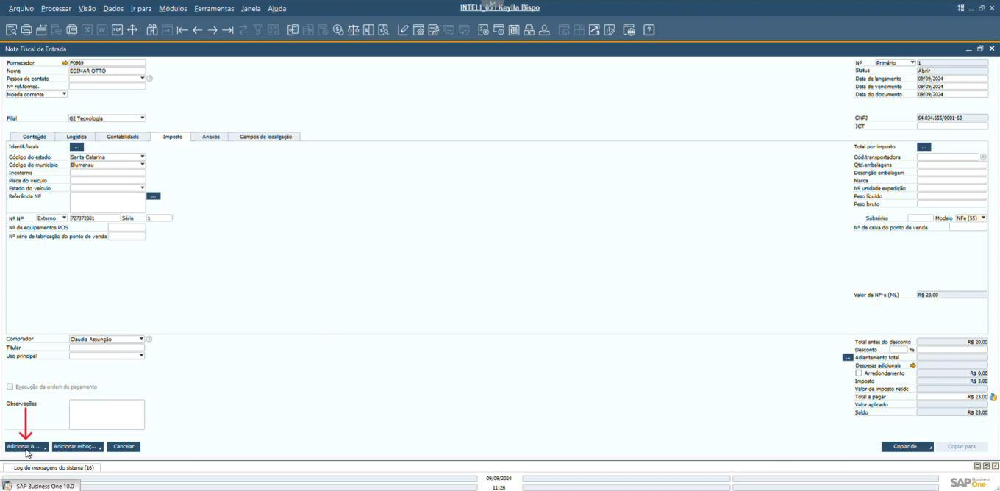 Arquivo Processar Visão Dados Ir para Módulos Ferramentas Janela Ajuda
INTELI_05 | Keylla Bispo
Nota Fiscal de Entrada
Fornecedor F0969
Nome EDIMAR OTTO
Pessoa de contato
Nº ref.fornec.
Moeda corrente
Filial G2 Tecnologia
Nº Primário 1
Status Abrir
Data de lançamento 09/09/2024
Data de vencimento 09/09/2024
Data do documento 09/09/2024
CNPJ 64.034.655/0001-63
ICT
Conteúdo Logística Contabilidade Imposto Anexos Campos de localização
Identif.fiscais ...
Código do estado Santa Catarina
Código do município Blumenau
Incoterms
Placa do veículo
Estado do veículo
Referência NF ...
Nº NF Externo 727372881 Série 1
Nº de equipamentos POS
Nº série de fabricação do ponto de venda
Total por imposto ...
Cód.transportadora
Qtd.embalagens
Descrição embalagem
Marca
Nº unidade expedição
Peso líquido
Peso bruto
Subséries Modelo NFe (55)
Nº de caixa do ponto de venda
Valor da NF-e (ML) R$ 23,00
Comprador Claudia Assunção
Titular
Uso principal
Execução da ordem de pagamento
Observações
Total antes do desconto R$ 20,00
Desconto %
... Adiantamento total
Despesas adicionais
Arredondamento R$ 0,00
Imposto R$ 3,00
Valor de imposto retido
Total a pagar R$ 23,00
Valor aplicado
Saldo R$ 23,00
Adicionar & ... Adicionar esboç... Cancelar
Copiar de Copiar para
Log de mensagens do sistema (16)
09/09/2024
11:26
SAP Business One 10.0
SAP Business One